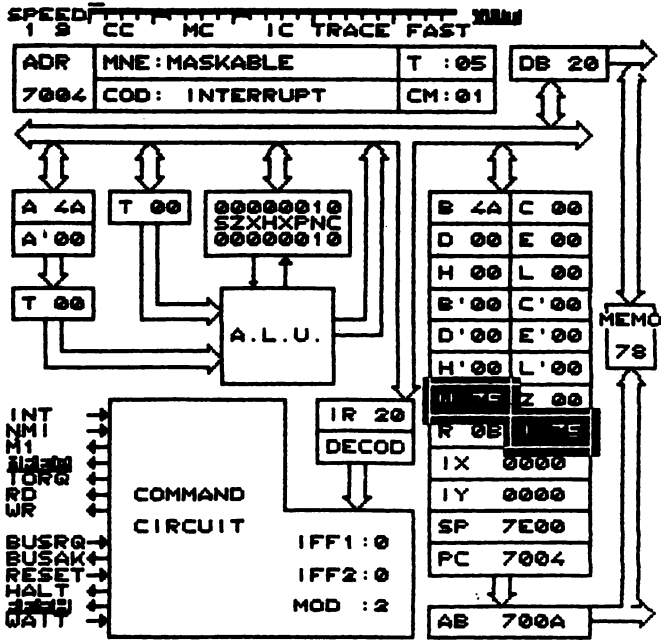 SPEED
1 9 CC MC IC TRACE FAST
ADR MNE:MASKABLE T :05
7004 COD: INTERRUPT CM:01
DB 20
A 4A
A'00
T 00
T 00
00000010
SZXHXPNC
00000010
A.L.U.
B 4A C 00
D 00 E 00
H 00 L 00
B'00 C'00
D'00 E'00
H'00 L'00
Z 00
R 0B
IX 0000
IY 0000
SP 7E00
PC 7004
AB 700A
MEMO
78
IR 20
DECOD
INT
NMI
M1
TORQ
RD
WR
BUSRQ
BUSAK
RESET
HALT
WATT
COMMAND
CIRCUIT
IFF1:0
IFF2:0
MOD :2